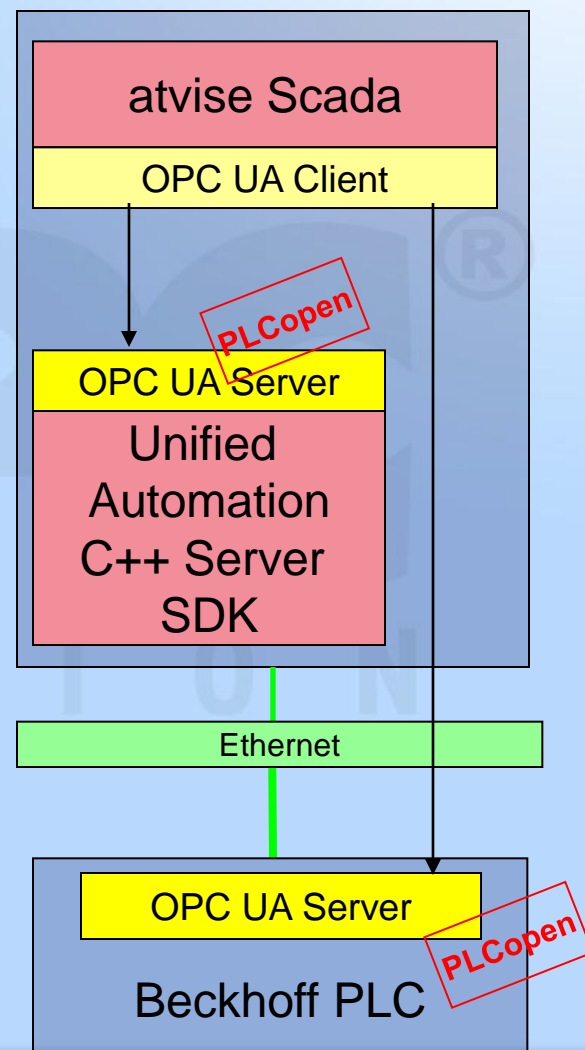 atvise Scada
OPC UA Client
®
PLCopen
OPC UA Server
Unified
Automation
C++ Server
SDK
I O N
Ethernet
OPC UA Server
PLCopen
Beckhoff PLC